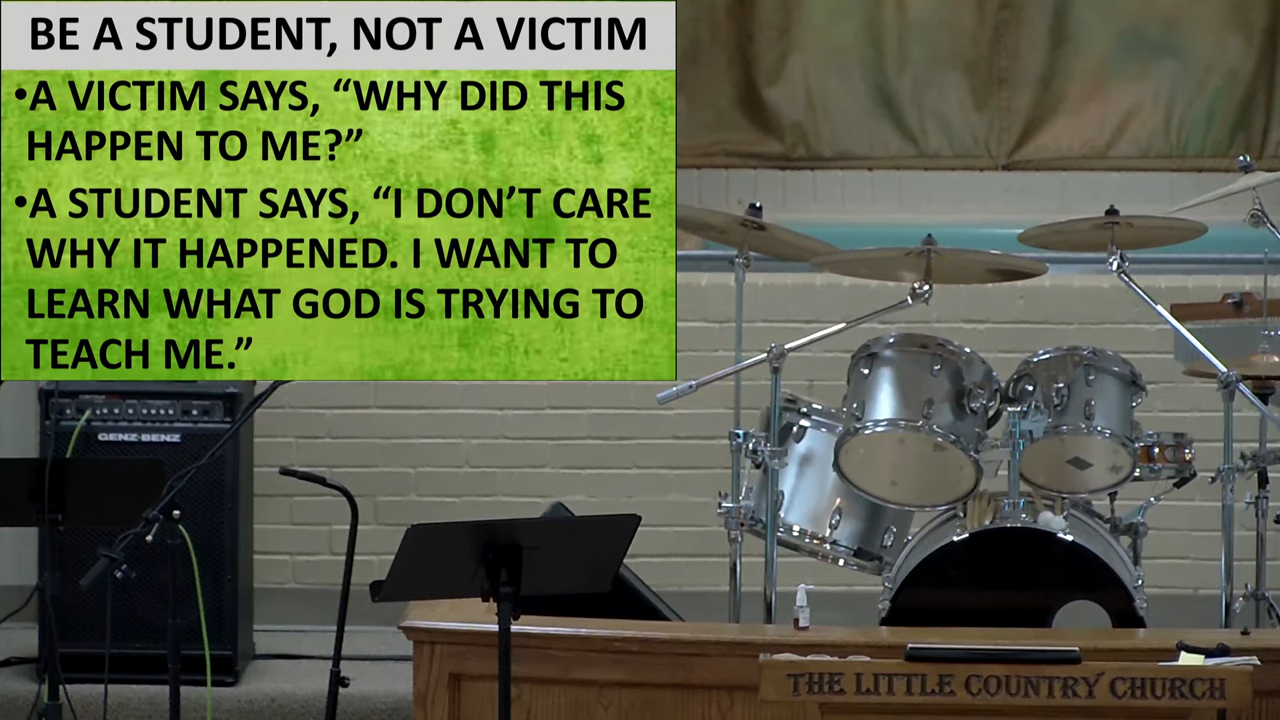 BE A STUDENT, NOT A VICTIM
•A VICTIM SAYS, “WHY DID THIS
HAPPEN TO ME?”
•A STUDENT SAYS, “I DON’T CARE
WHY IT HAPPENED. I WANT TO
LEARN WHAT GOD IS TRYING TO
TEACH ME.”
GENZ·BENZ
THE LITTLE COUNTRY CHURCH